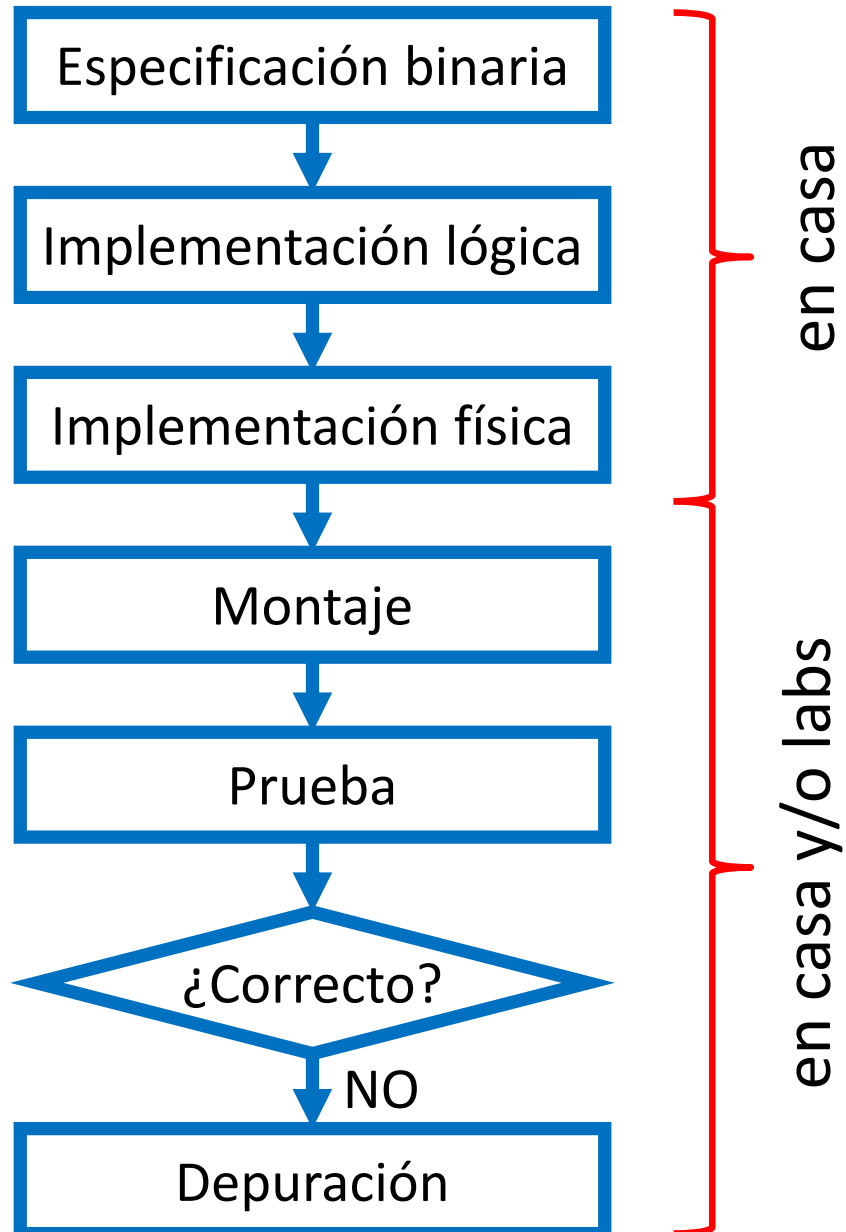 Especificación binaria
Implementación lógica
Implementación física
en casa
Montaje
Prueba
¿Correcto?
NO
Depuración
en casa y/o labs